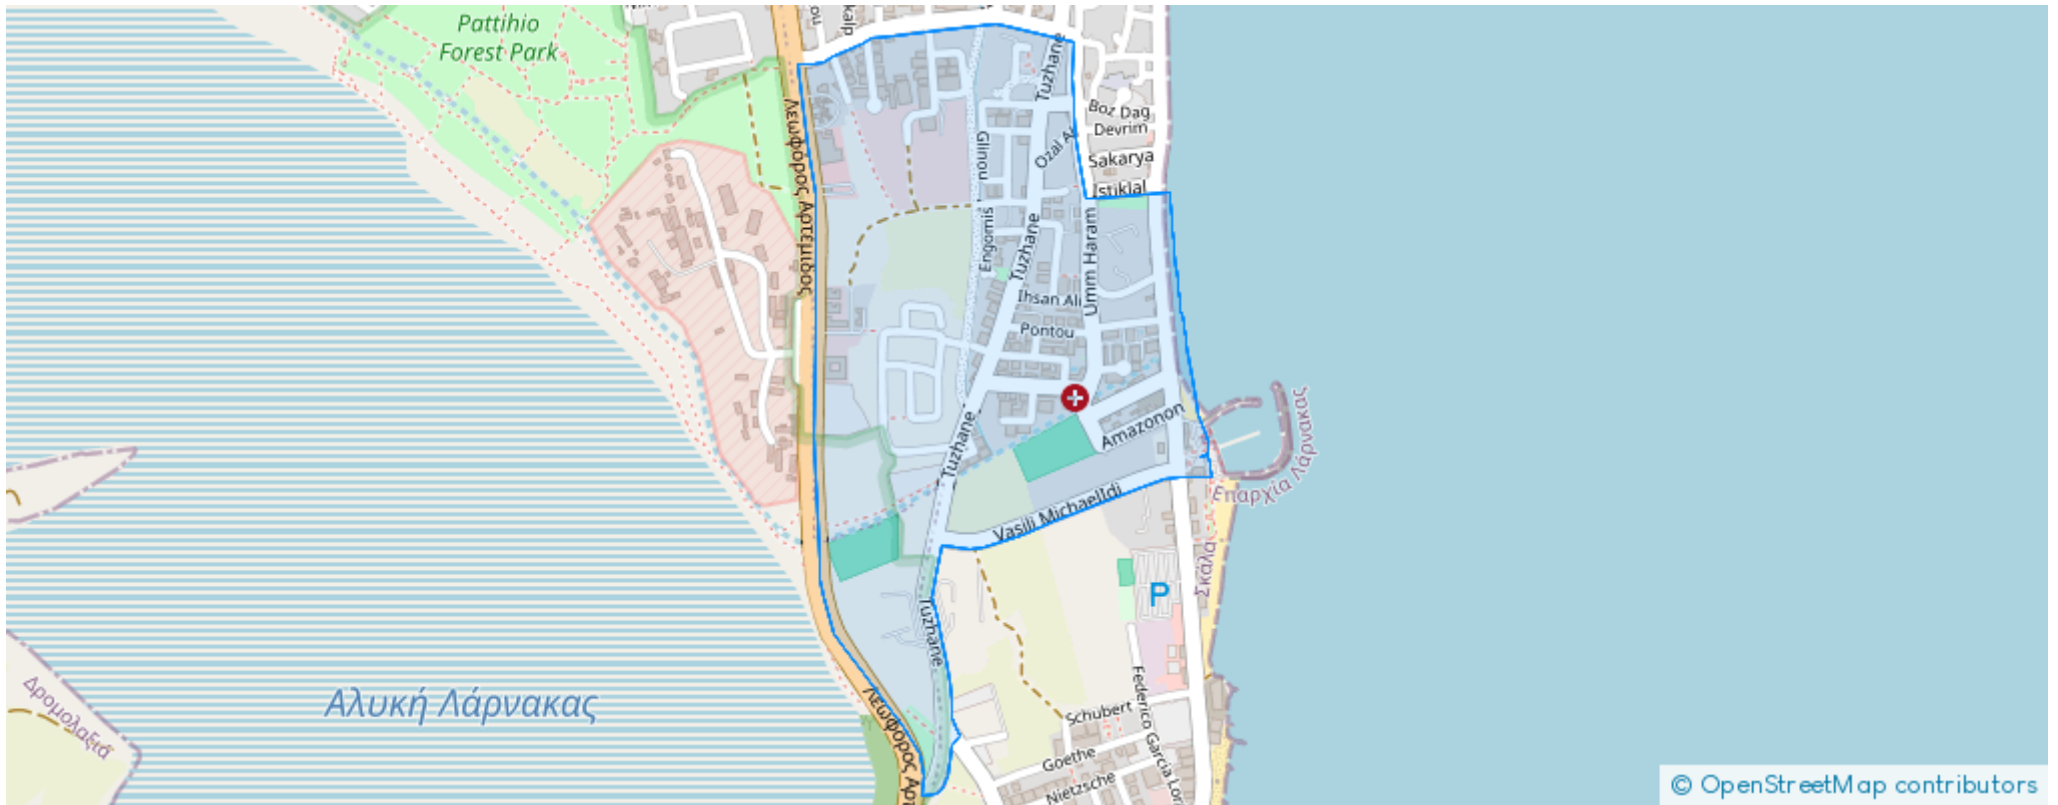 Pattihio
Forest Park
kalp
Tuzhane
Boz Dag
Devrim
Λεωφόρος Αρτέμιδος
Glinou
Ozal
Sakarya
Istiklal
Engomis
Tuzhane
Umm Haram
Ihsan Ali
Pontou
Tuzhane
Amazonon
Επαρχία Λάρνακας
Vasili MichaelIdi
Σκάλα
P
Tuzhane
Δρομολαξιά
Αλυκή Λάρνακας
Λεωφόρος Αρτ
Federico Garcia Lor
Schubert
Goethe
Nietzsche
© OpenStreetMap contributors